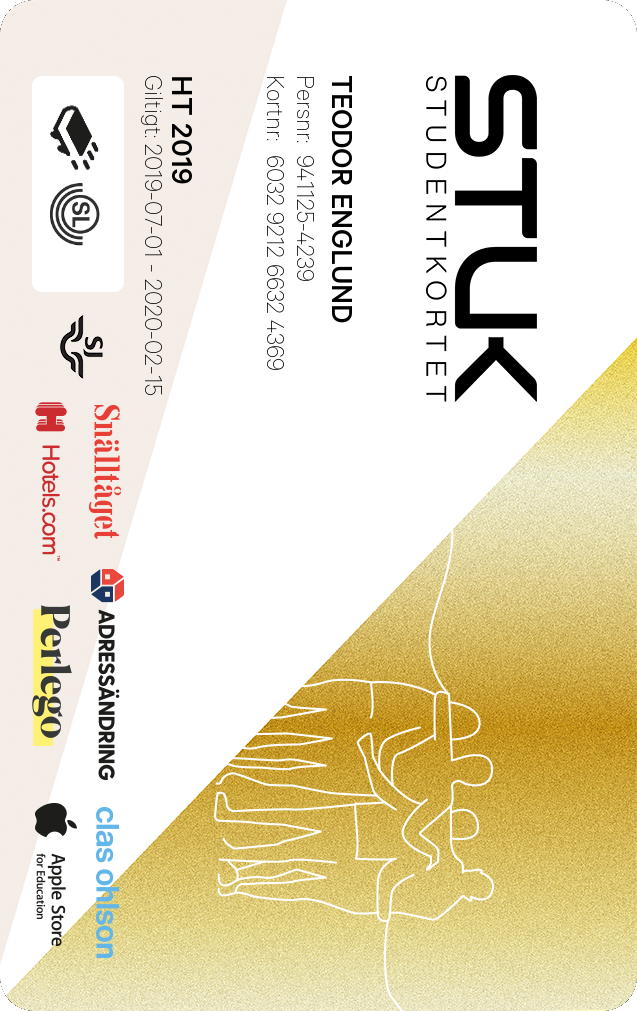 STUK
STUDENTKORTET
TEODOR ENGLUND
Persnr: 941125-4239
Kortnr: 6032 9212 6632 4369
HT 2019
Giltigt: 2019-07-01 - 2020-02-15
SL
SJ
Snälltåget
ADRESSÄNDRING
clas ohlson
Hotels.com™
Perlego
Apple Store
for Education